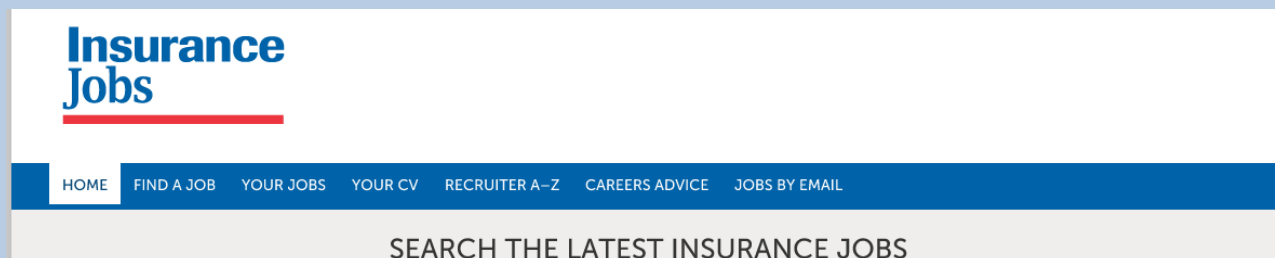 Insurance
Jobs
HOME FIND A JOB YOUR JOBS YOUR CV RECRUITER A–Z CAREERS ADVICE JOBS BY EMAIL
SEARCH THE LATEST INSURANCE JOBS